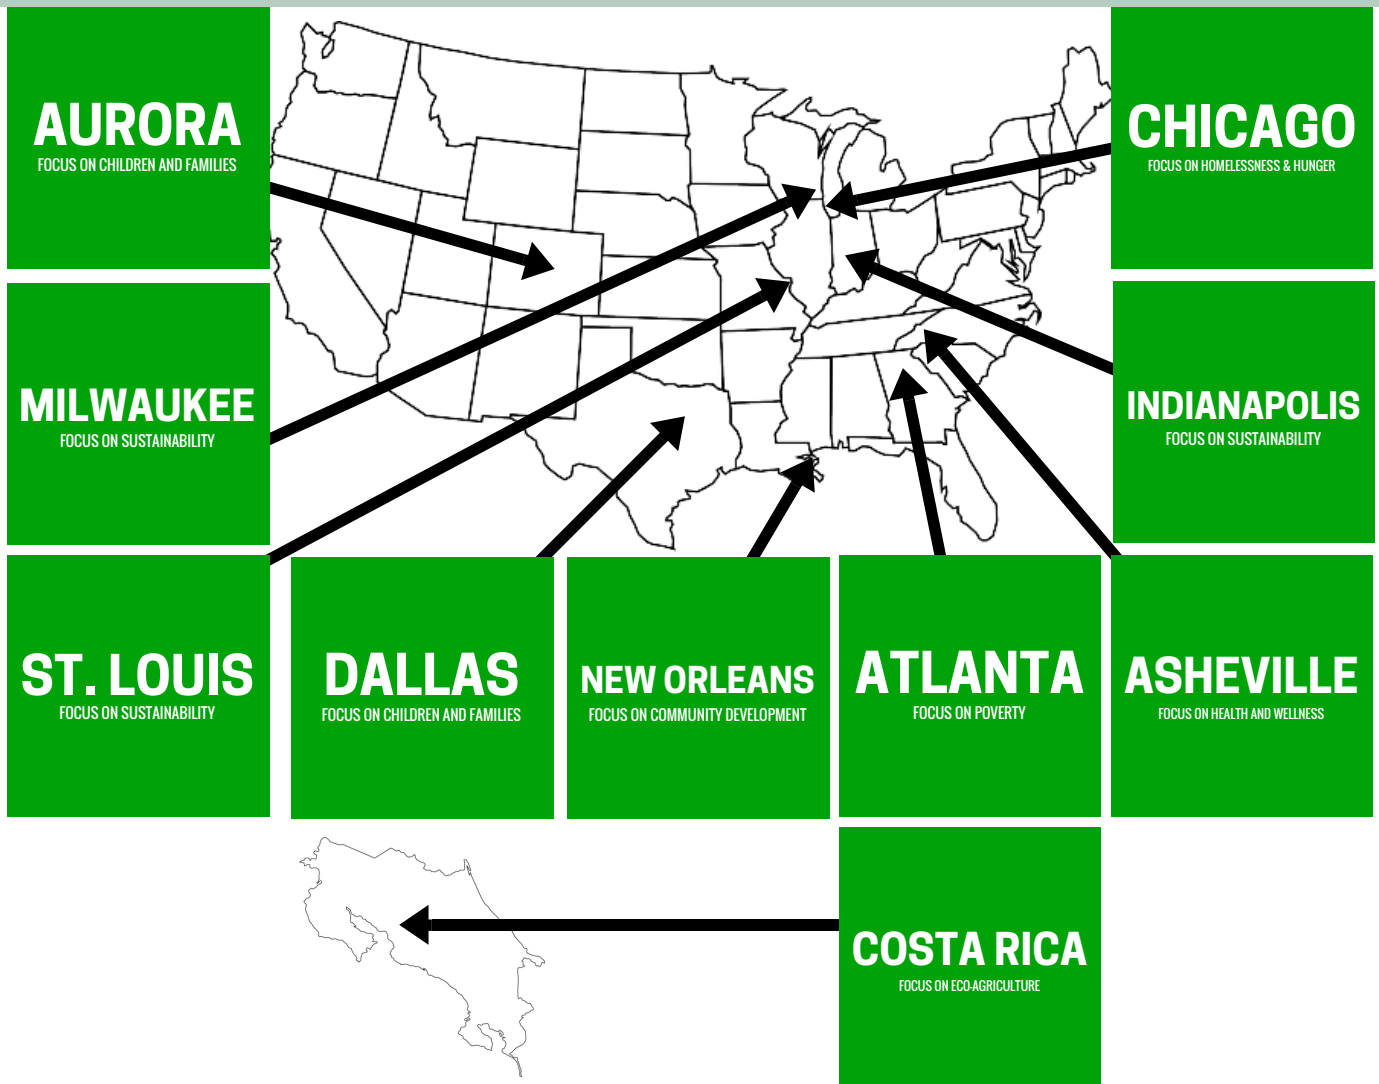 AURORA
FOCUS ON CHILDREN AND FAMILIES
CHICAGO
FOCUS ON HOMELESSNESS & HUNGER
MILWAUKEE
FOCUS ON SUSTAINABILITY
INDIANAPOLIS
FOCUS ON SUSTAINABILITY
ST. LOUIS
FOCUS ON SUSTAINABILITY
DALLAS
FOCUS ON CHILDREN AND FAMILIES
NEW ORLEANS
FOCUS ON COMMUNITY DEVELOPMENT
ATLANTA
FOCUS ON POVERTY
ASHEVILLE
FOCUS ON HEALTH AND WELLNESS
COSTA RICA
FOCUS ON ECO-AGRICULTURE